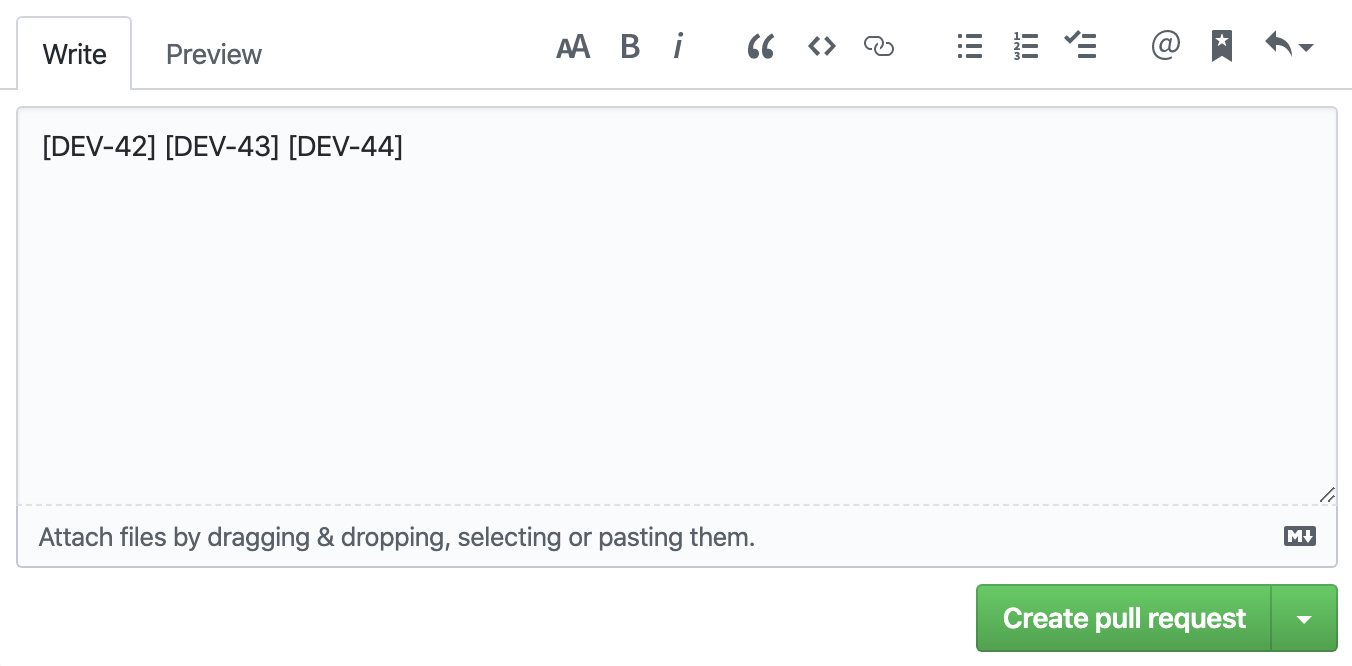 Write Preview AA B i @
[DEV-42] [DEV-43] [DEV-44]
Attach files by dragging & dropping, selecting or pasting them. M
Create pull request